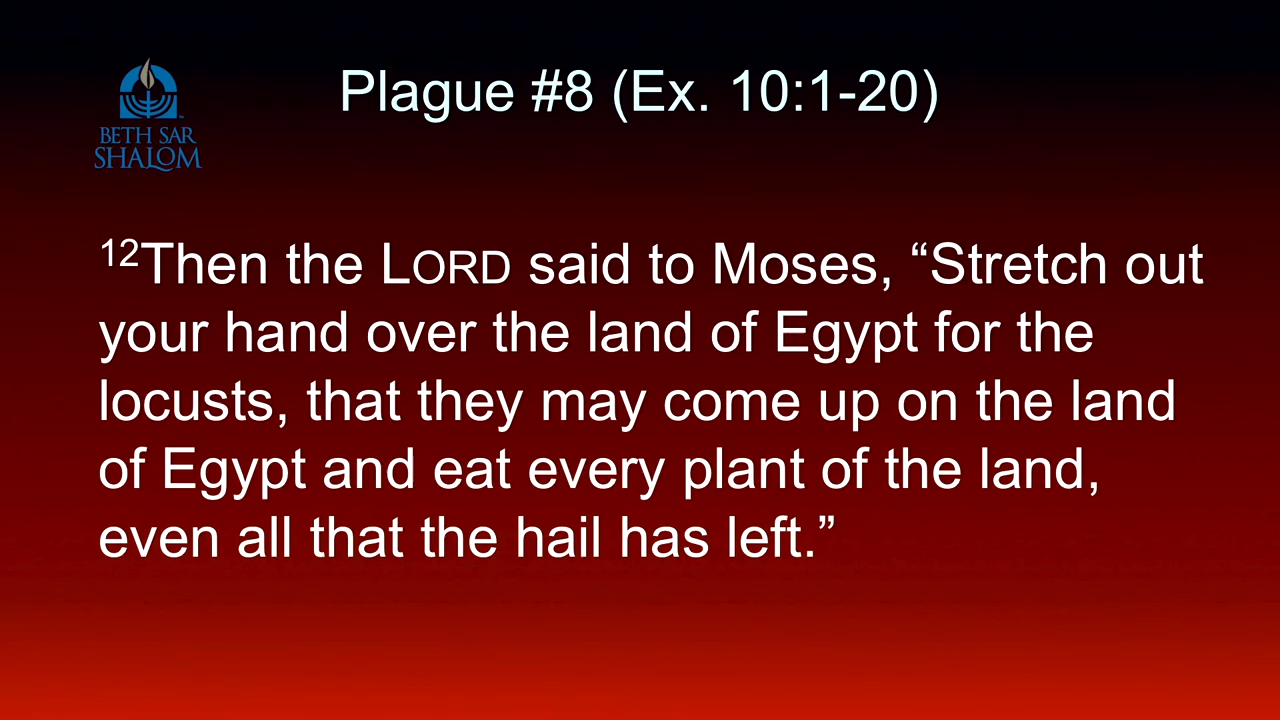 Plague #8 (Ex. 10:1-20)
BETH SAR
SHALOM
12Then the LORD said to Moses, “Stretch out
your hand over the land of Egypt for the
locusts, that they may come up on the land
of Egypt and eat every plant of the land,
even all that the hail has left.”